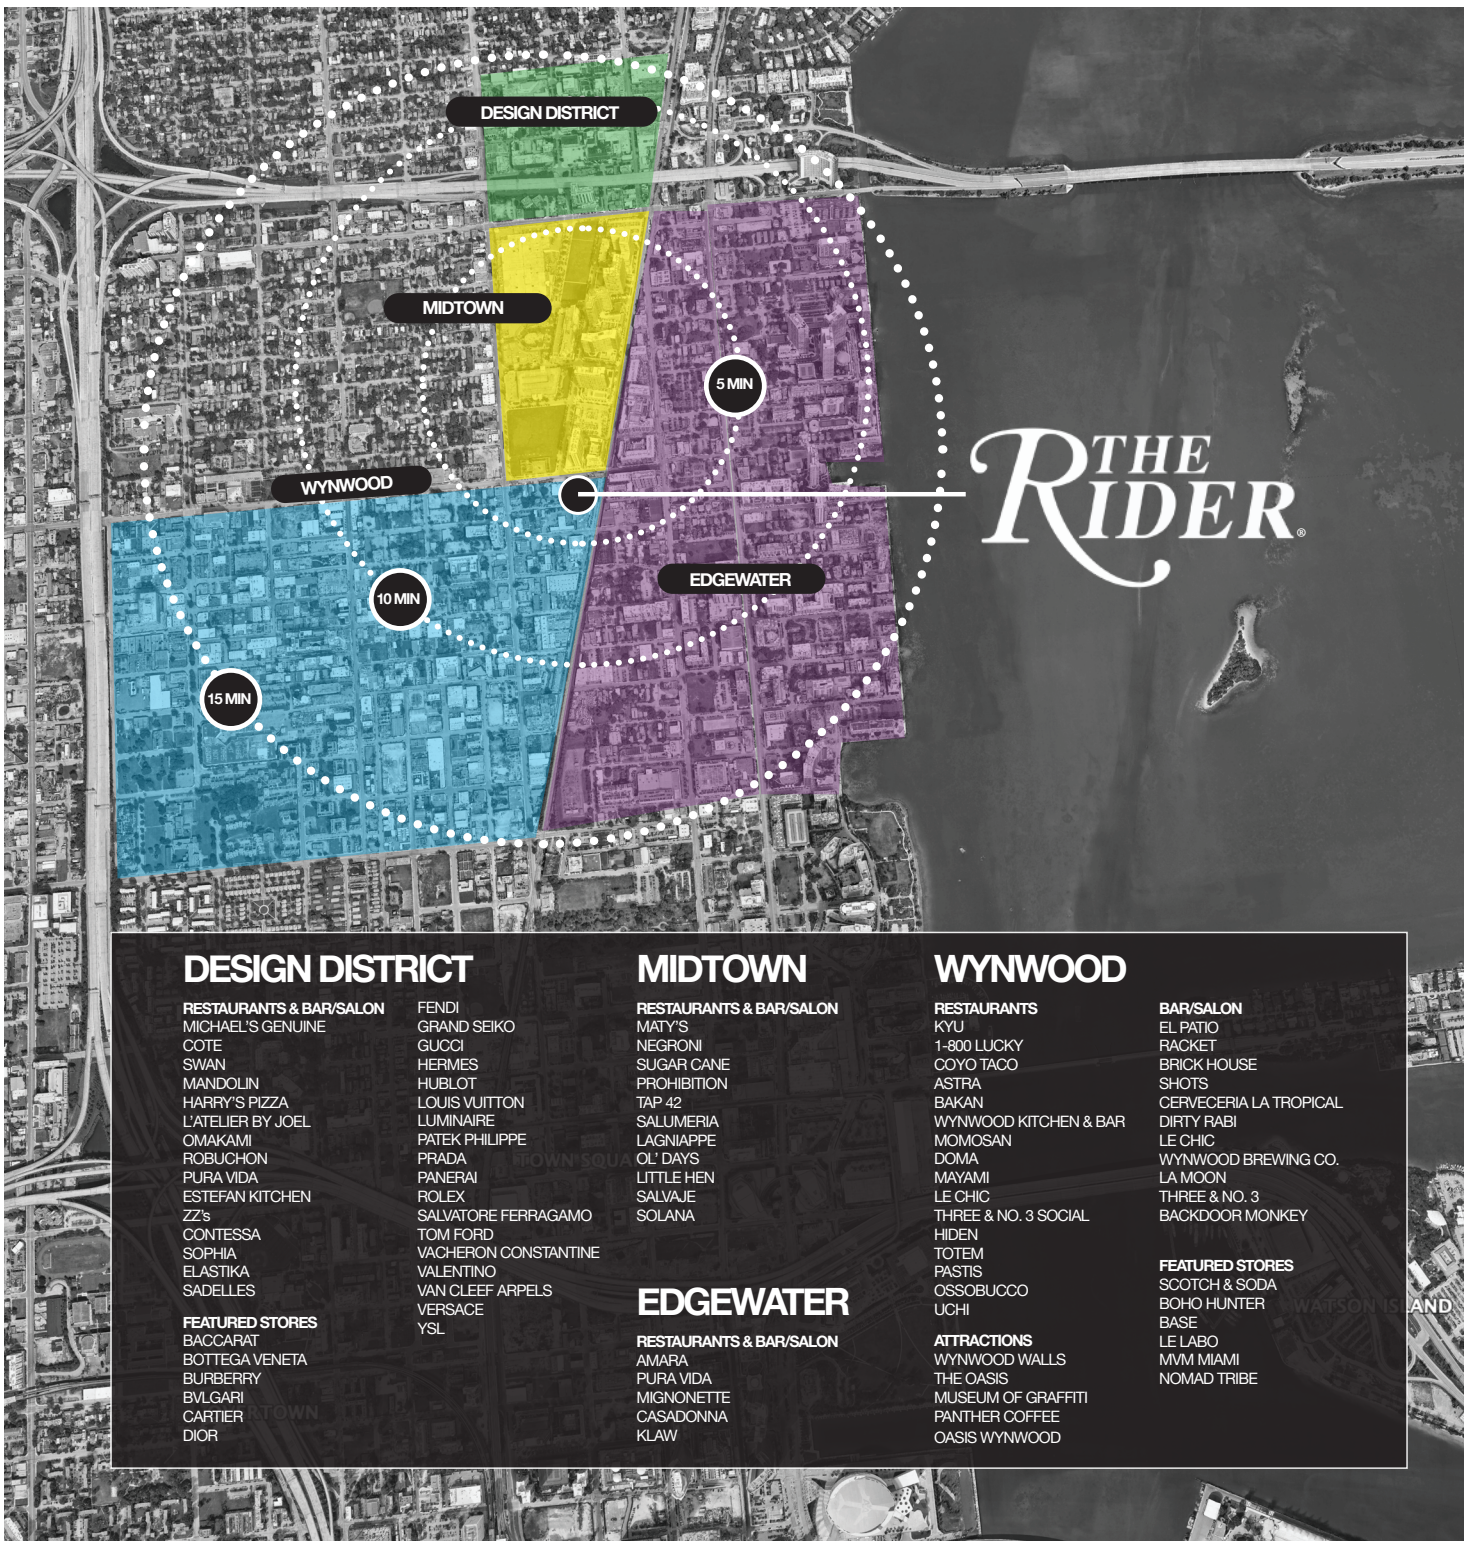 DESIGN DISTRICT
MIDTOWN
5 MIN
WYNWOOD
THE
RIDER®
EDGEWATER
10 MIN
15 MIN
DESIGN DISTRICT
RESTAURANTS & BAR/SALON
MICHAEL'S GENUINE
COTE
SWAN
MANDOLIN
HARRY'S PIZZA
L'ATELIER BY JOEL
OMAKAMI
ROBUCHON
PURA VIDA
ESTEFAN KITCHEN
ZZ's
CONTESSA
SOPHIA
ELASTIKA
SADELLES
FEATURED STORES
BACCARAT
BOTTEGA VENETA
BURBERRY
BVLGARI
CARTIER
DIOR
FENDI
GRAND SEIKO
GUCCI
HERMES
HUBLOT
LOUIS VUITTON
LUMINAIRE
PATEK PHILIPPE
PRADA
PANERAI
ROLEX
SALVATORE FERRAGAMO
TOM FORD
VACHERON CONSTANTINE
VALENTINO
VAN CLEEF ARPELS
VERSACE
YSL
MIDTOWN
RESTAURANTS & BAR/SALON
MATY'S
NEGRONI
SUGAR CANE
PROHIBITION
TAP 42
SALUMERIA
LAGNIAPPE
OL' DAYS
LITTLE HEN
SALVAJE
SOLANA
EDGEWATER
RESTAURANTS & BAR/SALON
AMARA
PURA VIDA
MIGNONETTE
CASADONNA
KLAW
WYNWOOD
RESTAURANTS
KYU
1-800 LUCKY
COYO TACO
ASTRA
BAKAN
WYNWOOD KITCHEN & BAR
MOMOSAN
DOMA
MAYAMI
LE CHIC
THREE & NO. 3 SOCIAL
HIDEN
TOTEM
PASTIS
OSSOBUCCO
UCHI
ATTRACTIONS
WYNWOOD WALLS
THE OASIS
MUSEUM OF GRAFFITI
PANTHER COFFEE
OASIS WYNWOOD
BAR/SALON
EL PATIO
RACKET
BRICK HOUSE
SHOTS
CERVECERIA LA TROPICAL
DIRTY RABI
LE CHIC
WYNWOOD BREWING CO.
LA MOON
THREE & NO. 3
BACKDOOR MONKEY
FEATURED STORES
SCOTCH & SODA
BOHO HUNTER
BASE
LE LABO
MVM MIAMI
NOMAD TRIBE
WATSON ISLAND